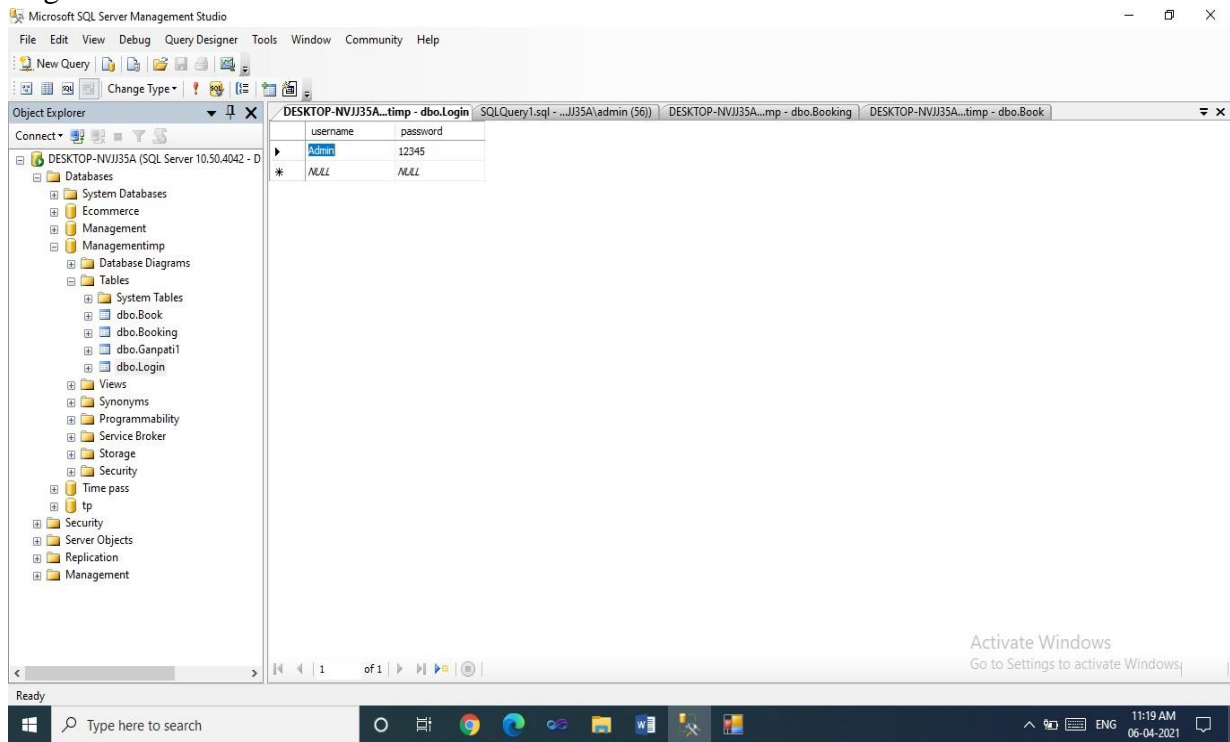 Microsoft SQL Server Management Studio
File Edit View Debug Query Designer Tools Window Community Help
New Query
Change Type
Object Explorer
DESKTOP-NVJJ35A...timp - dbo.Login SQLQuery1.sql - ...JJ35A\admin (56)) DESKTOP-NVJJ35A...mp - dbo.Booking DESKTOP-NVJJ35A...timp - dbo.Book
Connect
username password
Admin 12345
NULL NULL
DESKTOP-NVJJ35A (SQL Server 10.50.4042 - D
Databases
System Databases
Ecommerce
Management
Managementimp
Database Diagrams
Tables
System Tables
dbo.Book
dbo.Booking
dbo.Ganpati1
dbo.Login
Views
Synonyms
Programmability
Service Broker
Storage
Security
Time pass
tp
Security
Server Objects
Replication
Management
Activate Windows
Go to Settings to activate Windows.
1 of 1
Ready
Type here to search
ENG
11:19 AM
06-04-2021